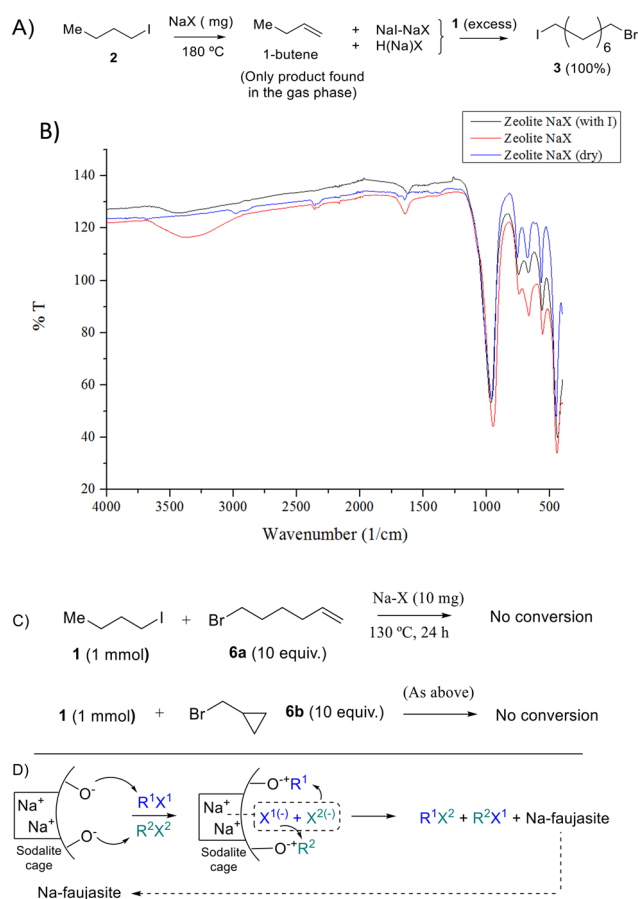 A)
Me I
2
NaX ( mg)
180 ºC
Me
1-butene
(Only product found
in the gas phase)
+ NaI-NaX
+ H(Na)X
1 (excess)
I Br
6
3 (100%)
B)
Zeolite NaX (with I)
Zeolite NaX
Zeolite NaX (dry)
% T
140
120
100
80
60
40
20
4000 3500 3000 2500 2000 1500 1000 500
Wavenumber (1/cm)
C)
Me I + Br
1 (1 mmol) 6a (10 equiv.)
Na-X (10 mg)
130 ºC, 24 h
No conversion
1 (1 mmol) + Br 6b (10 equiv.)
(As above)
No conversion
D)
Na+
Na+
Sodalite
cage
O-
O-
R1X1
R2X2
Na+
Na+
Sodalite
cage
O-+R1
X1(-) + X2(-)
O-+R2
R1X2 + R2X1 + Na-faujasite
Na-faujasite